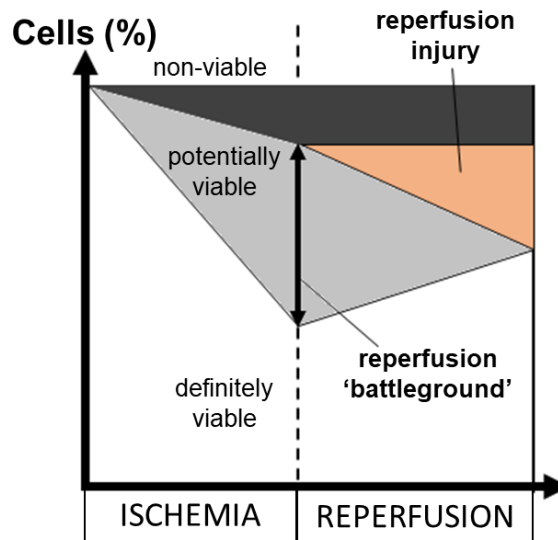 Cells (%)
reperfusion
injury
non-viable
potentially
viable
reperfusion
‘battleground’
definitely
viable
ISCHEMIA
REPERFUSION